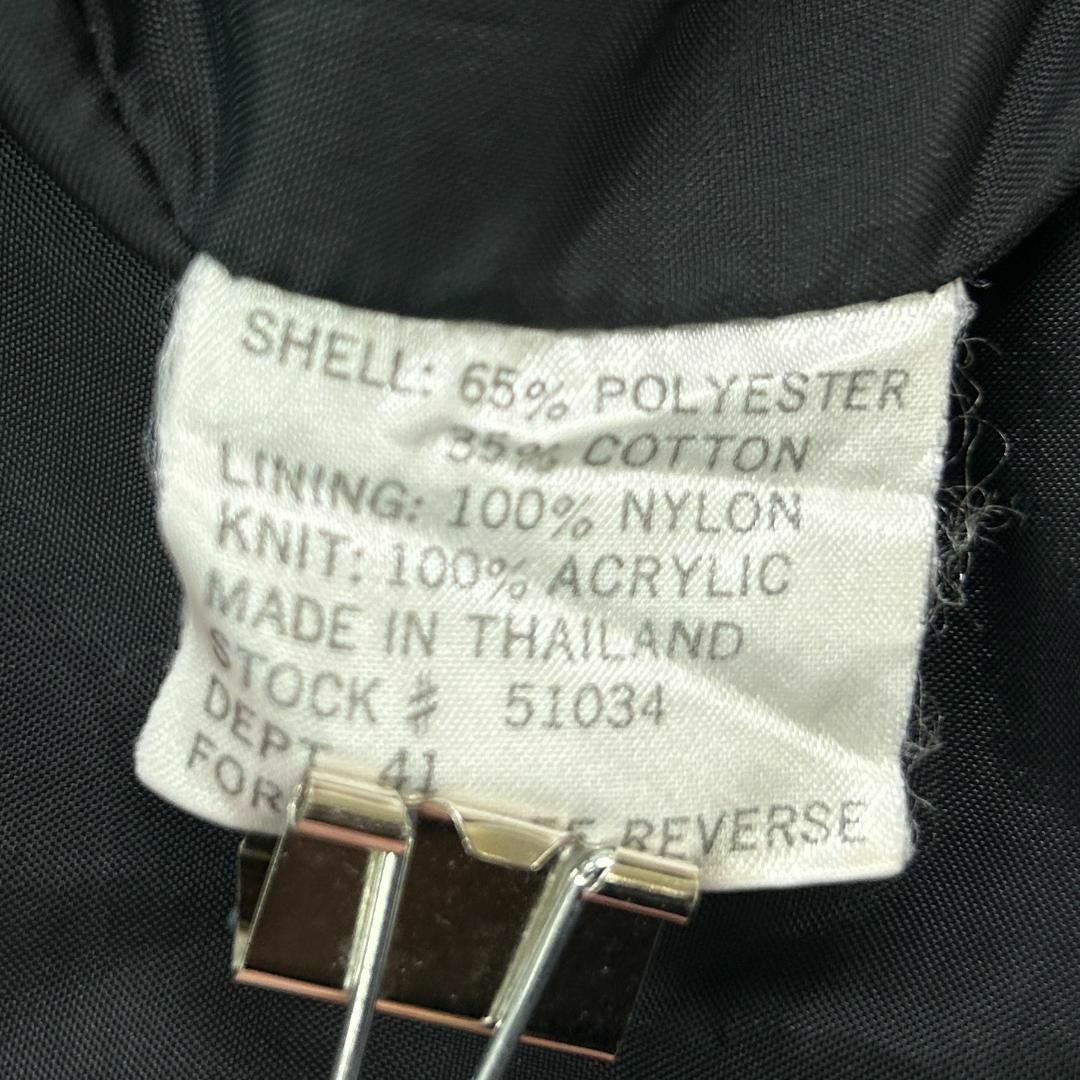 SHELL: 65% POLYESTER
35% COTTON
LINING: 100% NYLON
KNIT: 100% ACRYLIC
MADE IN THAILAND
STOCK # 51034
DEPT 41
FOR REVERSE